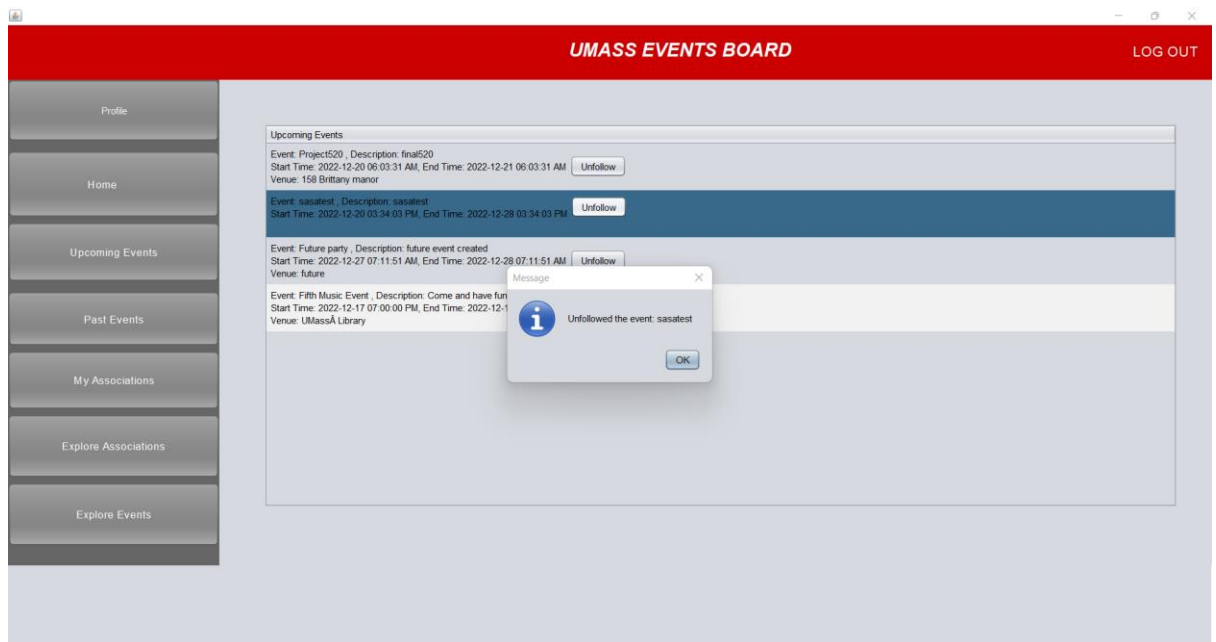 UMASS EVENTS BOARD
LOG OUT
Profile
Home
Upcoming Events
Past Events
My Associations
Explore Associations
Explore Events
Upcoming Events
Event: Project520 , Description: final520
Start Time: 2022-12-20 06:03:31 AM, End Time: 2022-12-21 06:03:31 AM
Venue: 158 Brittany manor
Unfollow
Event: sasatest , Description: sasatest
Start Time: 2022-12-20 03:34:03 PM, End Time: 2022-12-28 03:34:03 PM
Unfollow
Event: Future party , Description: future event created
Start Time: 2022-12-27 07:11:51 AM, End Time: 2022-12-28 07:11:51 AM
Venue: future
Unfollow
Event: Fifth Music Event , Description: Come and have fun
Start Time: 2022-12-17 07:00:00 PM, End Time: 2022-12-1
Venue: UMassÂ Library
Message
Unfollowed the event: sasatest
OK